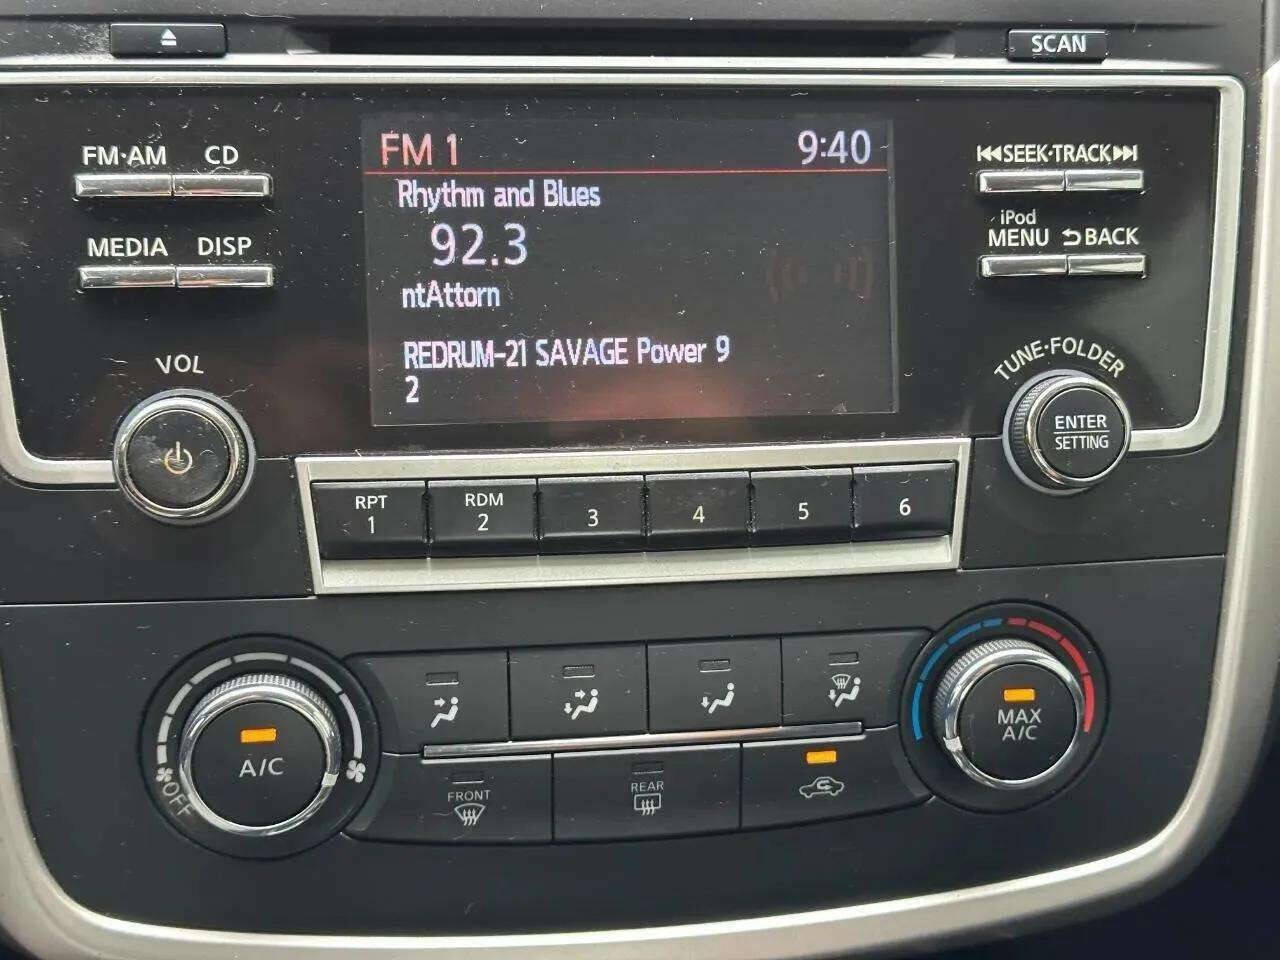 SCAN
FM·AM CD
MEDIA DISP
VOL
FM 1 9:40
Rhythm and Blues
92.3
ntAttorn
REDRUM-21 SAVAGE Power 9
2
SEEK·TRACK
iPod
MENU BACK
TUNE·FOLDER
ENTER
SETTING
RPT
1
RDM
2
3
4
5
6
A/C
OFF
FRONT
REAR
MAX
A/C